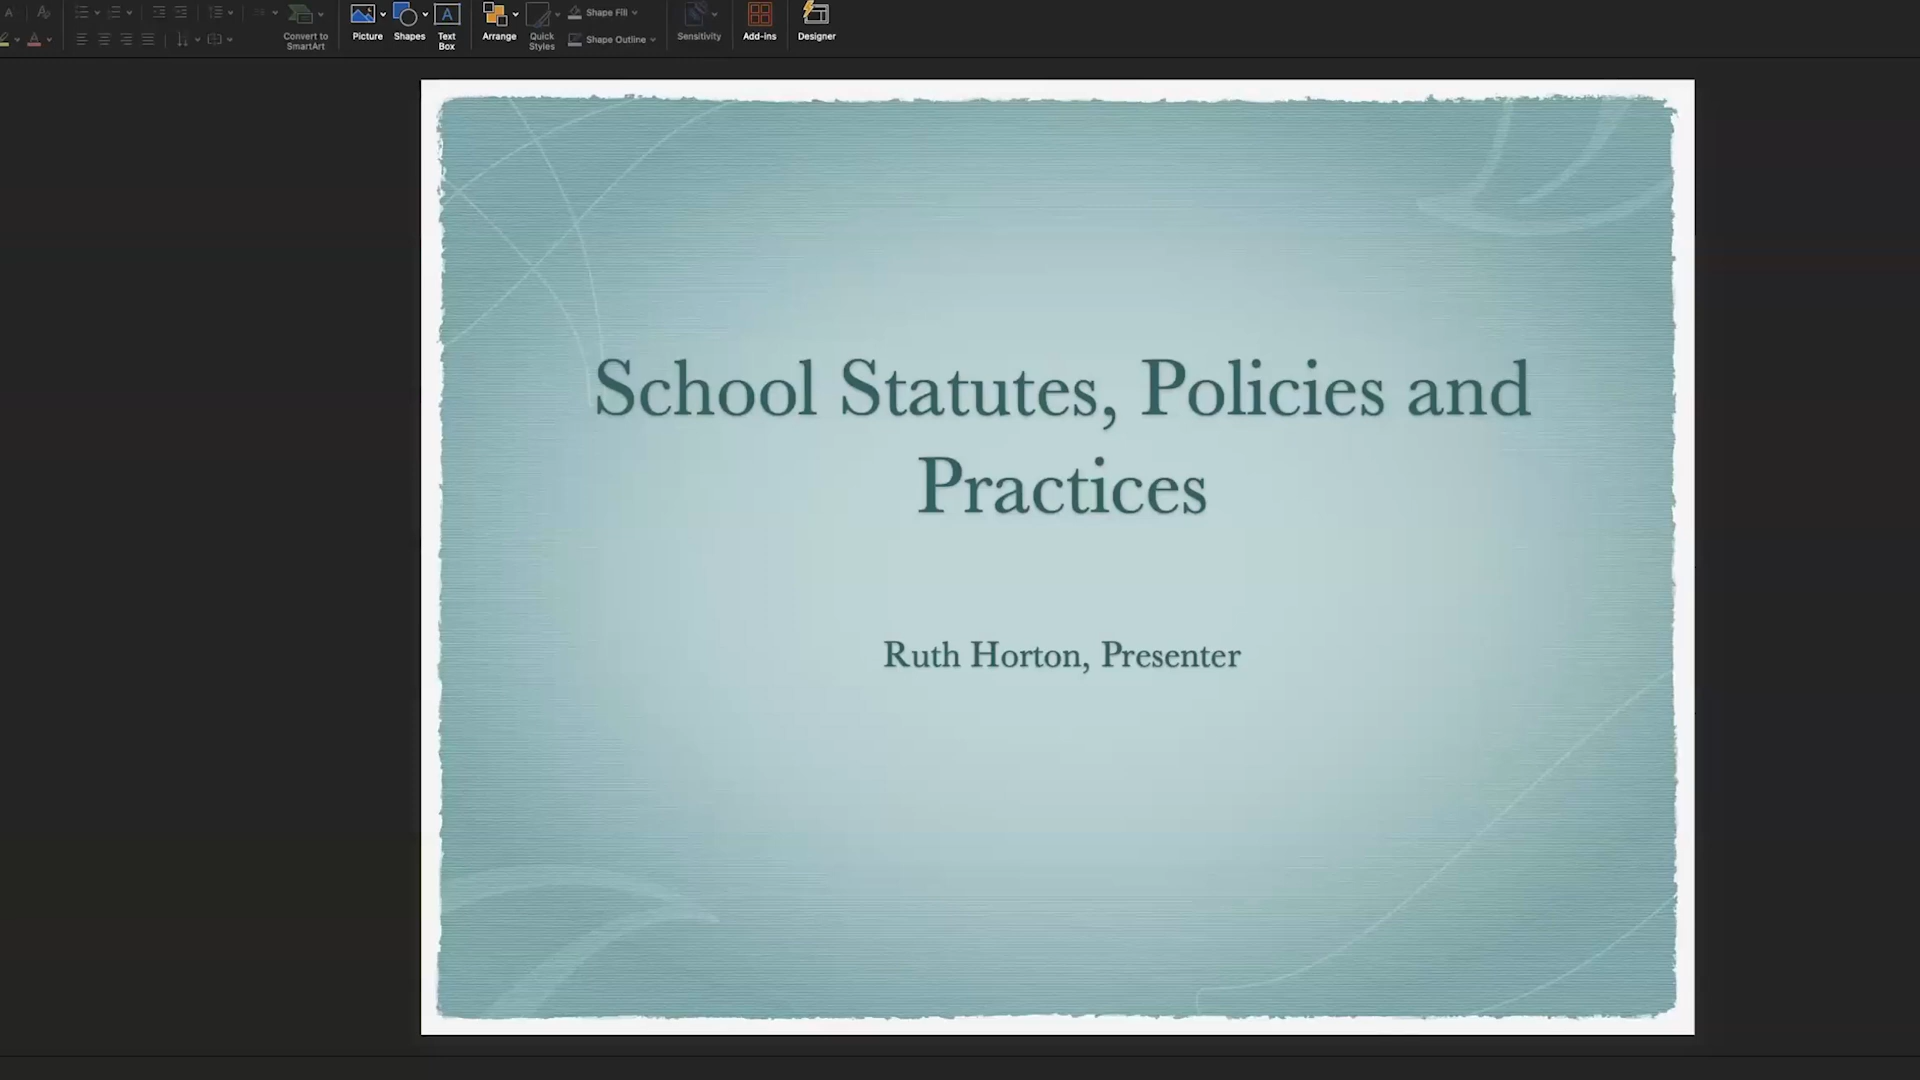 Convert to
SmartArt
Picture
Shapes
Text
Box
Arrange
Quick
Styles
Shape Fill
Shape Outline
Sensitivity
Add-ins
Designer
School Statutes, Policies and
Practices
Ruth Horton, Presenter